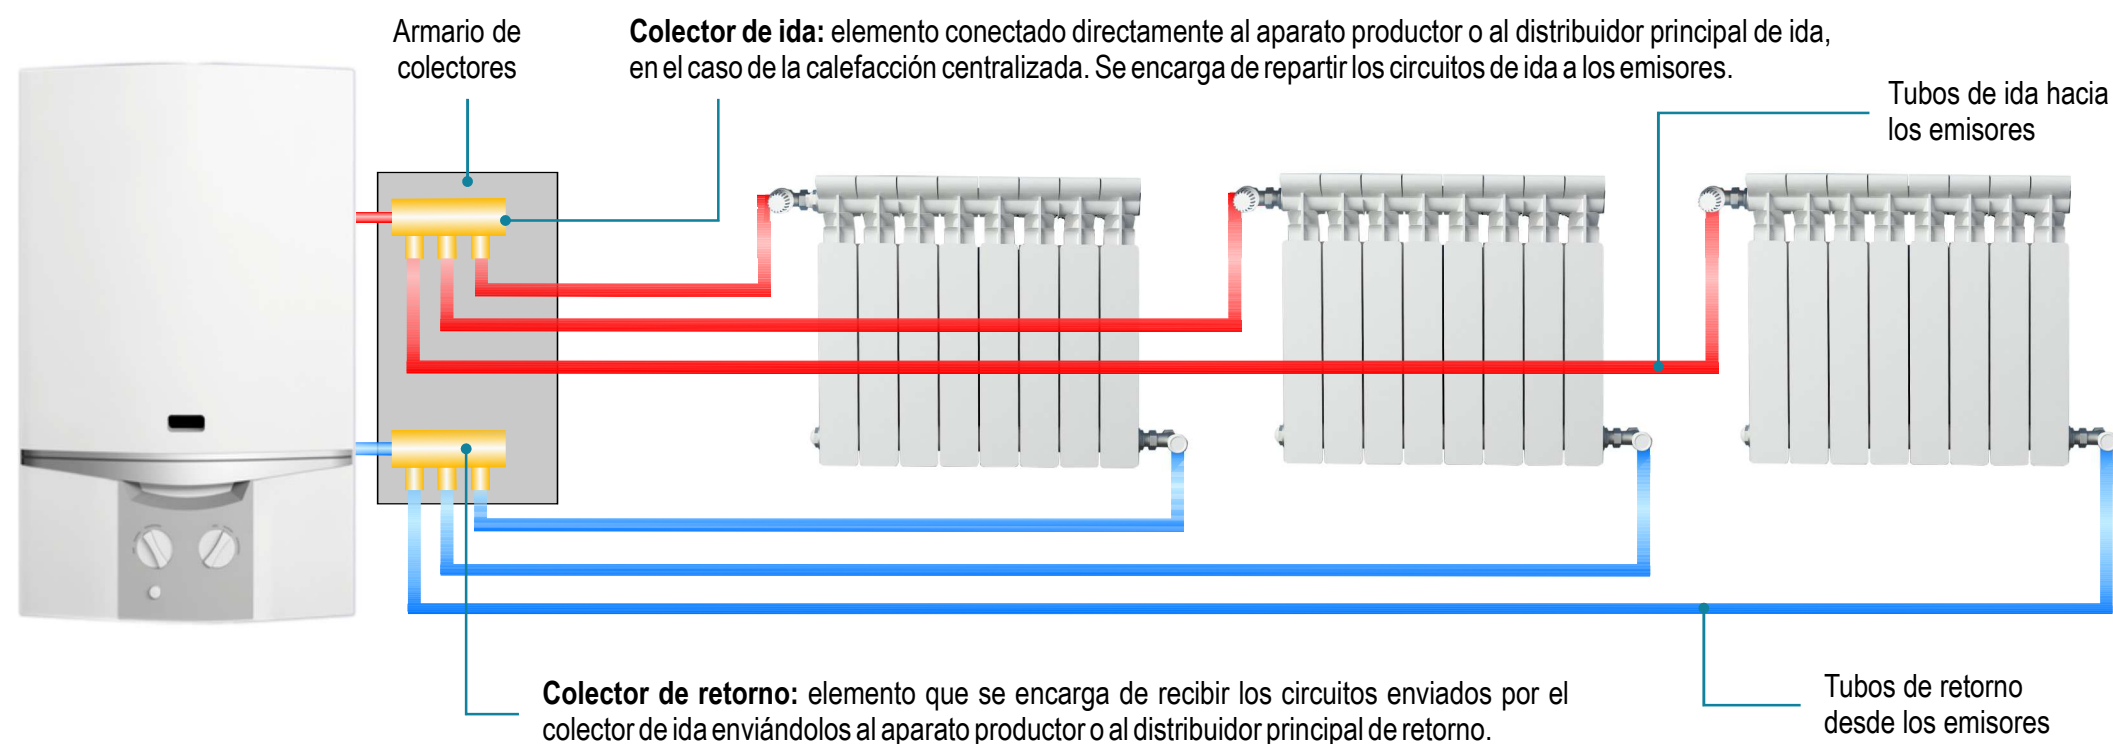 Armario de
colectores
Colector de ida: elemento conectado directamente al aparato productor o al distribuidor principal de ida,
en el caso de la calefacción centralizada. Se encarga de repartir los circuitos de ida a los emisores.
Tubos de ida hacia
los emisores
Colector de retorno: elemento que se encarga de recibir los circuitos enviados por el
colector de ida enviándolos al aparato productor o al distribuidor principal de retorno.
Tubos de retorno
desde los emisores